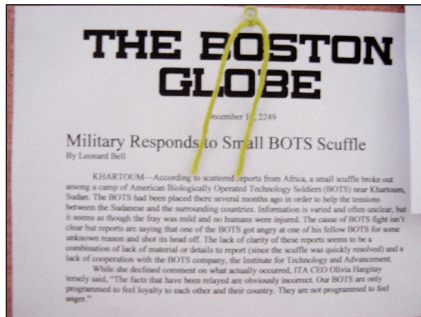 THE BOSTON
GLOBE
ecember 1 , 2249
Military Responds to Small BOTS Scuffle
By Leonard Bell
KHARTOUM—According to scattered reports from Africa, a small scuffle broke out
among a camp of American Biologically Operated Technology Soldiers (BOTS) near Khartoum,
Sudan. The BOTS had been placed there several months ago in order to help the tensions
between the Sudanese and the surrounding countries. Information is varied and often unclear, but
it seems as though the fray was mild and no humans were injured. The cause of BOTS fight isn't
clear but reports are saying that one of the BOTS got angry at one of his fellow BOTS for some
unknown reason and shot its head off. The lack of clarity of these reports seems to be a
combination of lack of material or details to report (since the scuffle was quickly resolved) and a
lack of cooperation with the BOTS company, the Institute for Technology and Advancement.
While she declined comment on what actually occurred, ITA CEO Olivia Hargitay
tersely said, "The facts that have been relayed are obviously incorrect. Our BOTS are only
programmed to feel loyalty to each other and their country. They are not programmed to feel
anger."